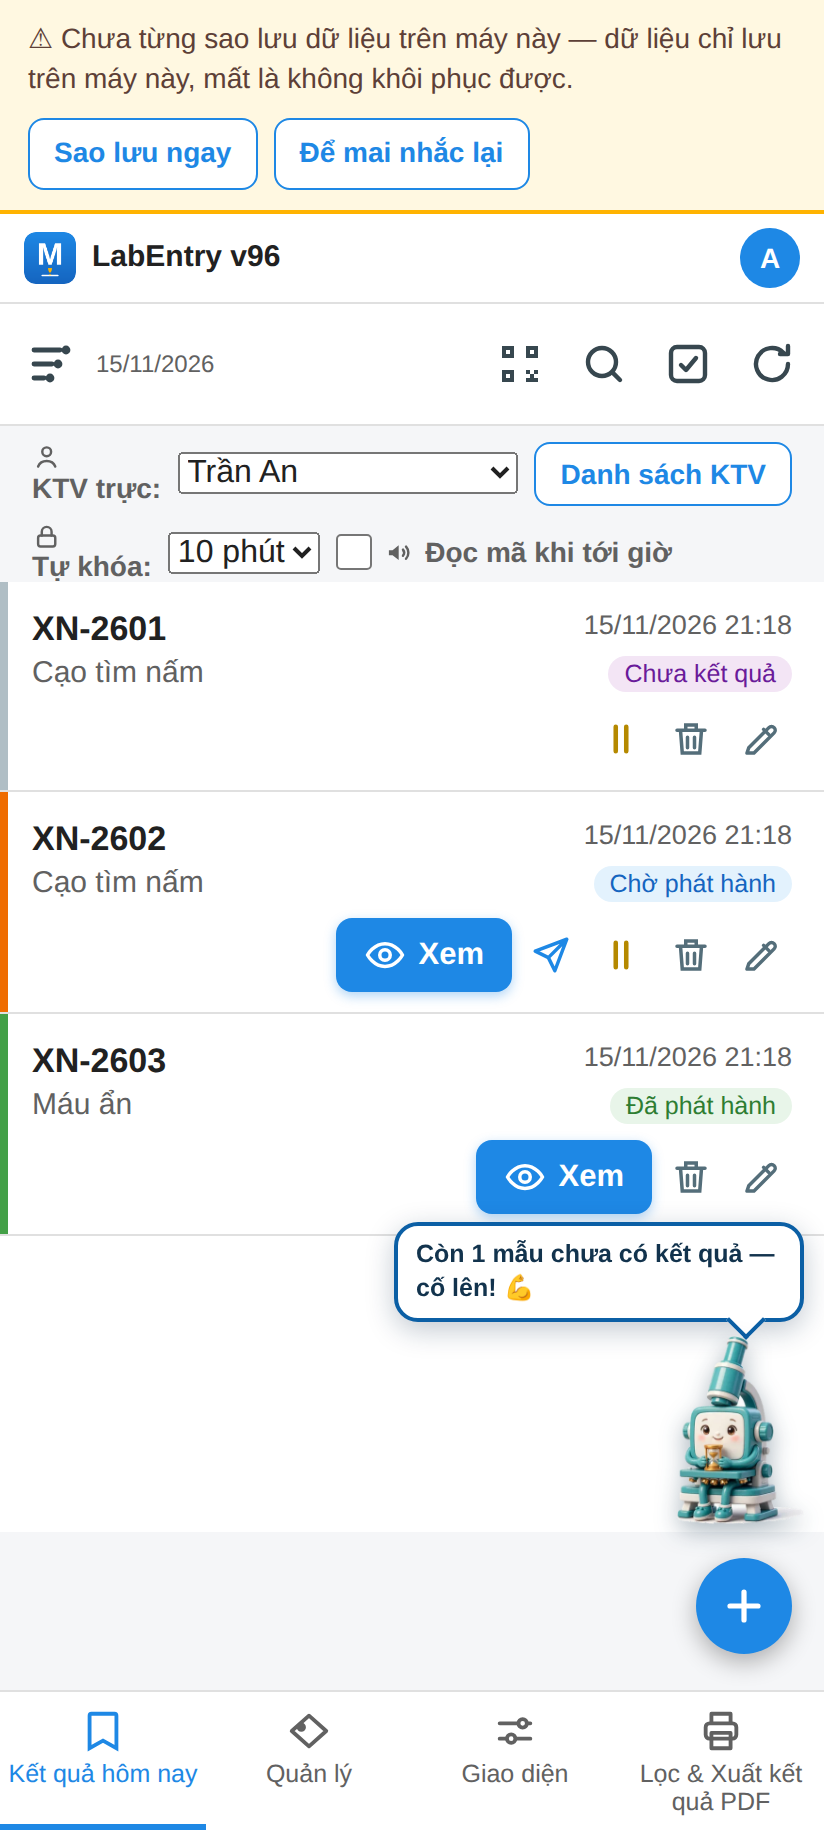 ⚠ Chưa từng sao lưu dữ liệu trên máy này — dữ liệu chỉ lưu
trên máy này, mất là không khôi phục được.
Sao lưu ngay
Để mai nhắc lại
M
LabEntry v96
A
15/11/2026
KTV trực:
Trần An
Danh sách KTV
Tự khóa:
10 phút
Đọc mã khi tới giờ
XN-2601
15/11/2026 21:18
Cạo tìm nấm
Chưa kết quả
XN-2602
15/11/2026 21:18
Cạo tìm nấm
Chờ phát hành
Xem
XN-2603
15/11/2026 21:18
Máu ẩn
Đã phát hành
Xem
Còn 1 mẫu chưa có kết quả —
cố lên! 💪
Kết quả hôm nay
Quản lý
Giao diện
Lọc & Xuất kết
quả PDF